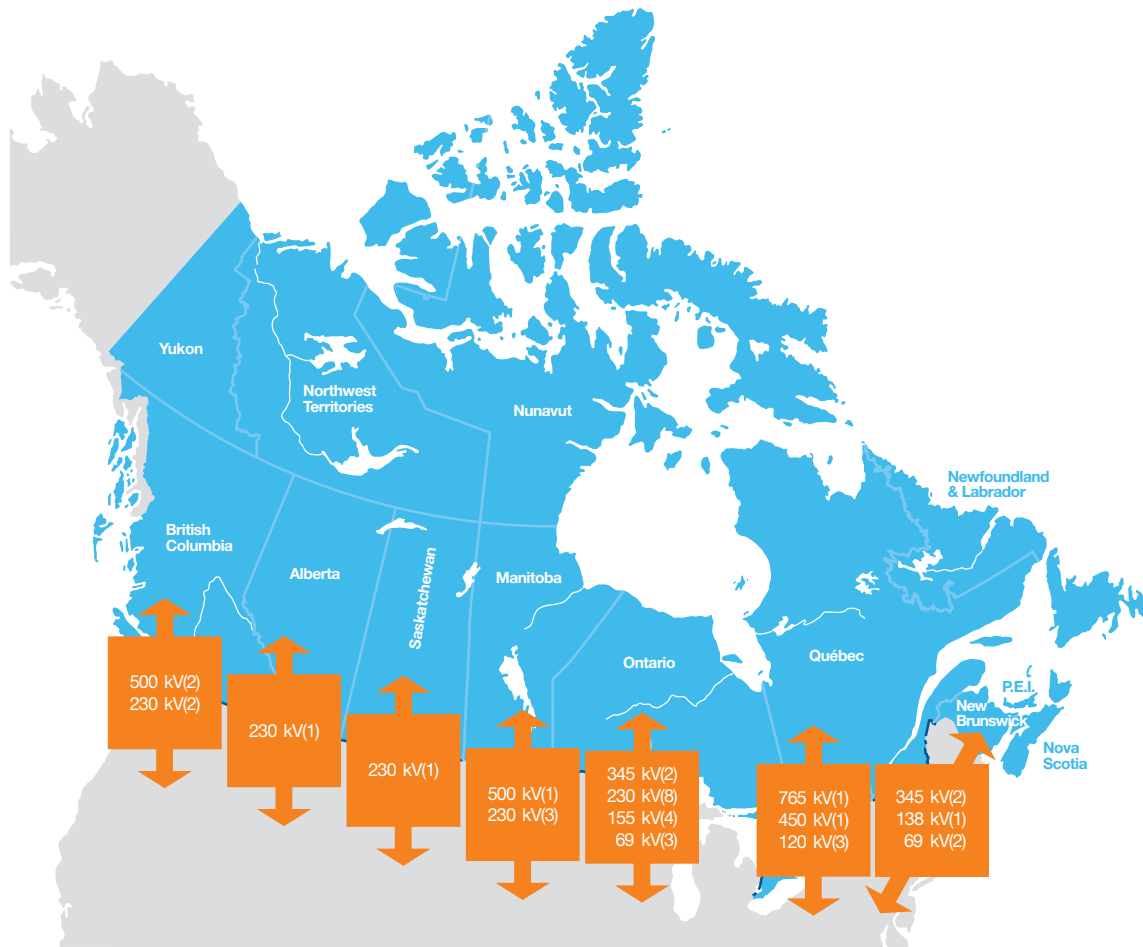 Yukon
Northwest
Territories
Nunavut
Newfoundland
& Labrador
British
Columbia
Alberta
Saskatchewan
Manitoba
Ontario
Québec
P.E.I.
New
Brunswick
Nova
Scotia
500 kV(2)
230 kV(2)
230 kV(1)
230 kV(1)
500 kV(1)
230 kV(3)
345 kV(2)
230 kV(8)
155 kV(4)
69 kV(3)
765 kV(1)
450 kV(1)
120 kV(3)
345 kV(2)
138 kV(1)
69 kV(2)